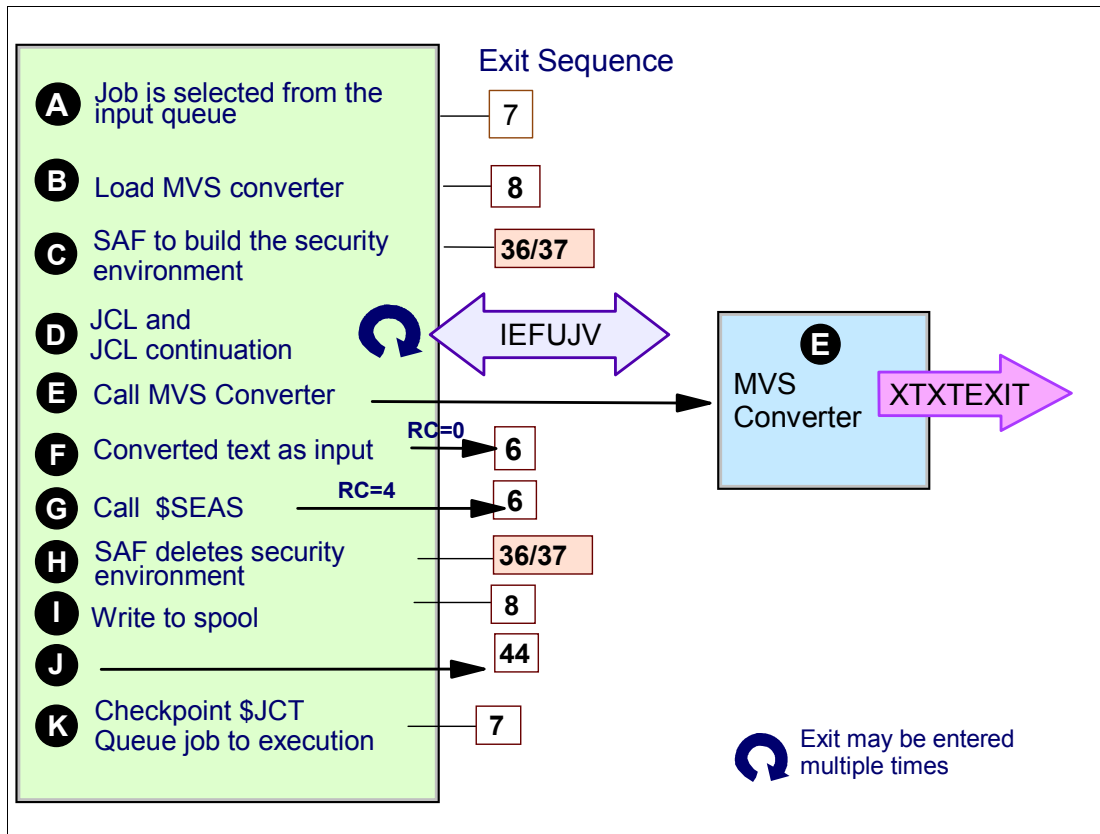 Exit Sequence
A Job is selected from the
input queue
7
B Load MVS converter
8
C SAF to build the security
environment
36/37
D JCL and
JCL continuation
IEFUJV
E Call MVS Converter
E
MVS
Converter
XTXTEXIT
F Converted text as input
RC=0
6
G Call $SEAS
RC=4
6
H SAF deletes security
environment
36/37
I Write to spool
8
J
44
K Checkpoint $JCT
Queue job to execution
7
Exit may be entered
multiple times